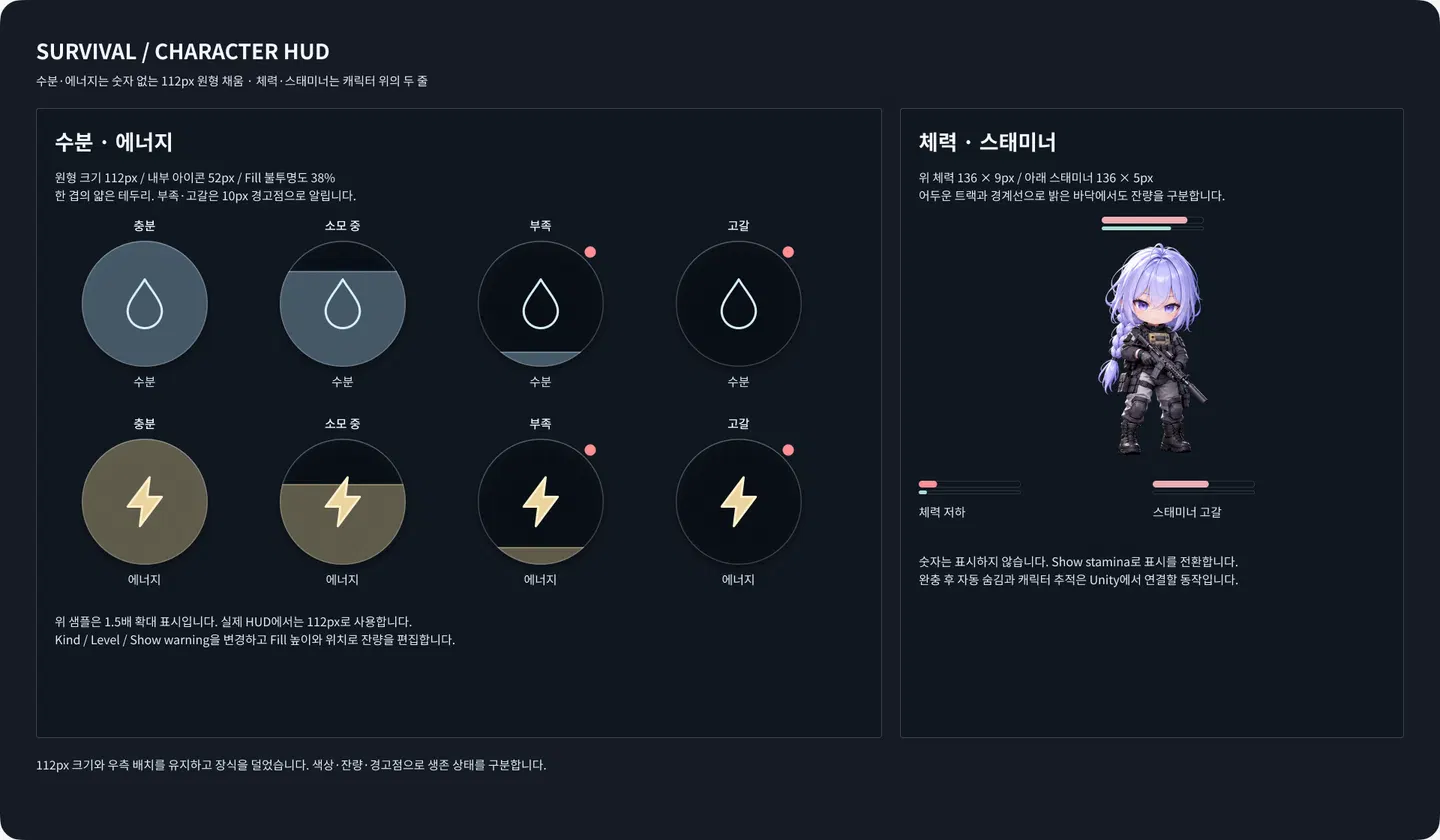 SURVIVAL / CHARACTER HUD
수분·에너지는 숫자 없는 112px 원형 채움 · 체력·스태미너는 캐릭터 위의 두 줄
수분 · 에너지
원형 크기 112px / 내부 아이콘 52px / Fill 불투명도 38%
한 겹의 얇은 테두리. 부족·고갈은 10px 경고점으로 알립니다.
충분
소모 중
부족
고갈
수분
수분
수분
수분
충분
소모 중
부족
고갈
에너지
에너지
에너지
에너지
위 샘플은 1.5배 확대 표시입니다. 실제 HUD에서는 112px로 사용합니다.
Kind / Level / Show warning을 변경하고 Fill 높이와 위치로 잔량을 편집합니다.
체력 · 스태미너
위 체력 136 × 9px / 아래 스태미너 136 × 5px
어두운 트랙과 경계선으로 밝은 바닥에서도 잔량을 구분합니다.
체력 저하
스태미너 고갈
숫자는 표시하지 않습니다. Show stamina로 표시를 전환합니다.
완충 후 자동 숨김과 캐릭터 추적은 Unity에서 연결할 동작입니다.
112px 크기와 우측 배치를 유지하고 장식을 덜었습니다. 색상·잔량·경고점으로 생존 상태를 구분합니다.